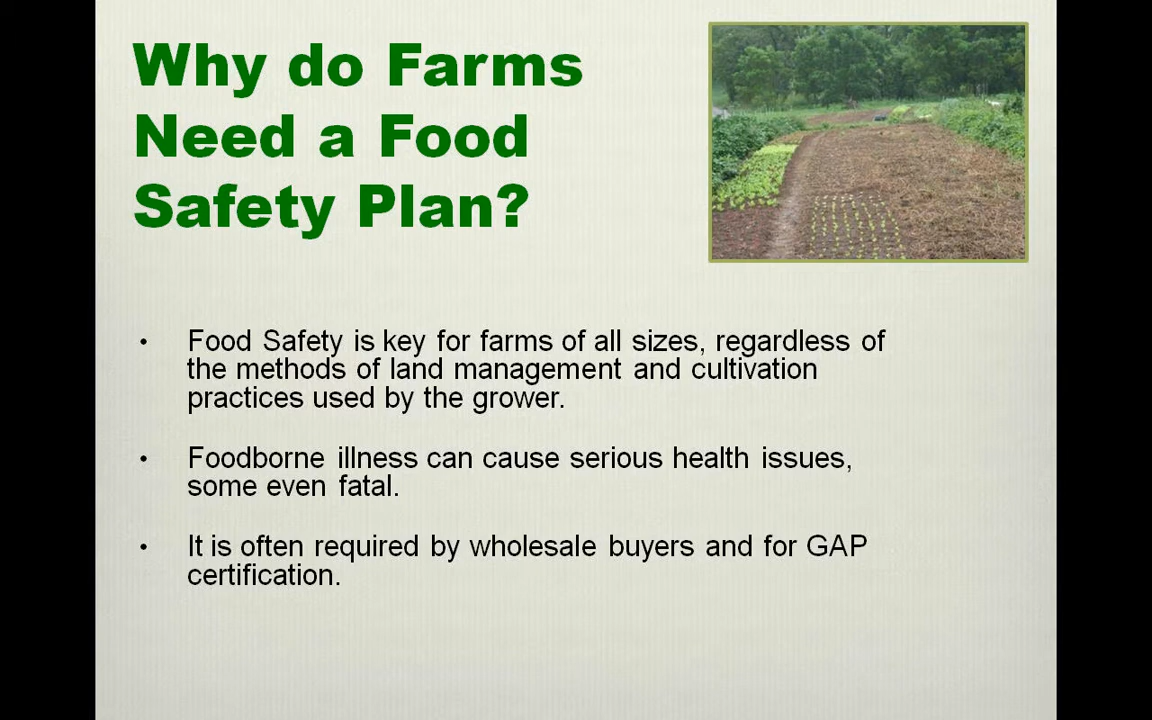 Why do Farms
Need a Food
Safety Plan?
• Food Safety is key for farms of all sizes, regardless of
the methods of land management and cultivation
practices used by the grower.
• Foodborne illness can cause serious health issues,
some even fatal.
• It is often required by wholesale buyers and for GAP
certification.